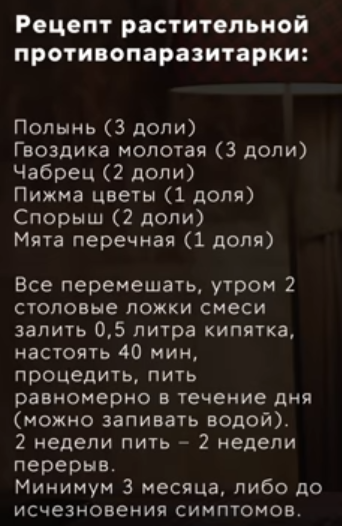 Рецепт растительной
противопаразитарки:
Полынь (3 доли)
Гвоздика молотая (3 доли)
Чабрец (2 доли)
Пижма цветы (1 доля)
Спорыш (2 доли)
Мята перечная (1 доля)
Все перемешать, утром 2
столовые ложки смеси
залить 0,5 литра кипятка,
настоять 40 мин,
процедить, пить
равномерно в течение дня
(можно запивать водой).
2 недели пить – 2 недели
перерыв.
Минимум 3 месяца, либо до
исчезновения симптомов.